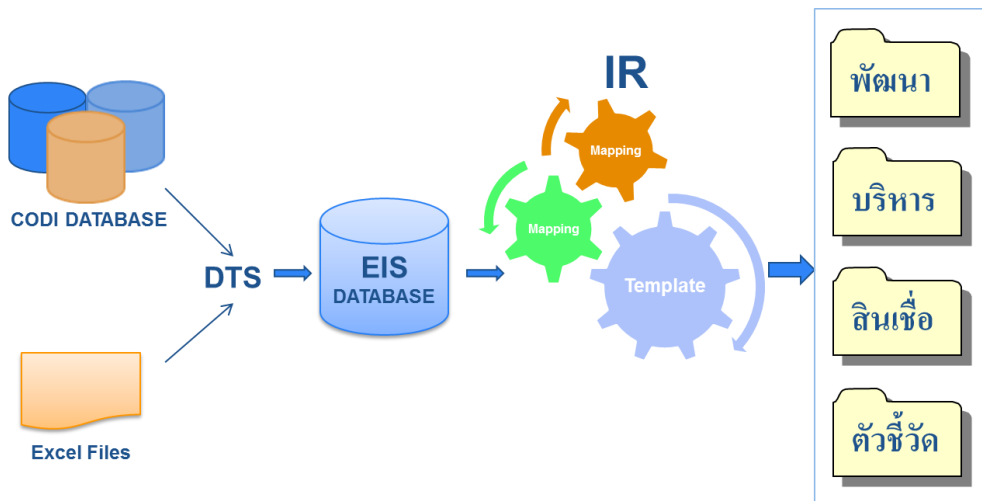 CODI DATABASE
Excel Files
DTS
EIS
DATABASE
IR
Mapping
Mapping
Template
พัฒนา
บริหาร
สินเชื่อ
ตัวชี้วัด